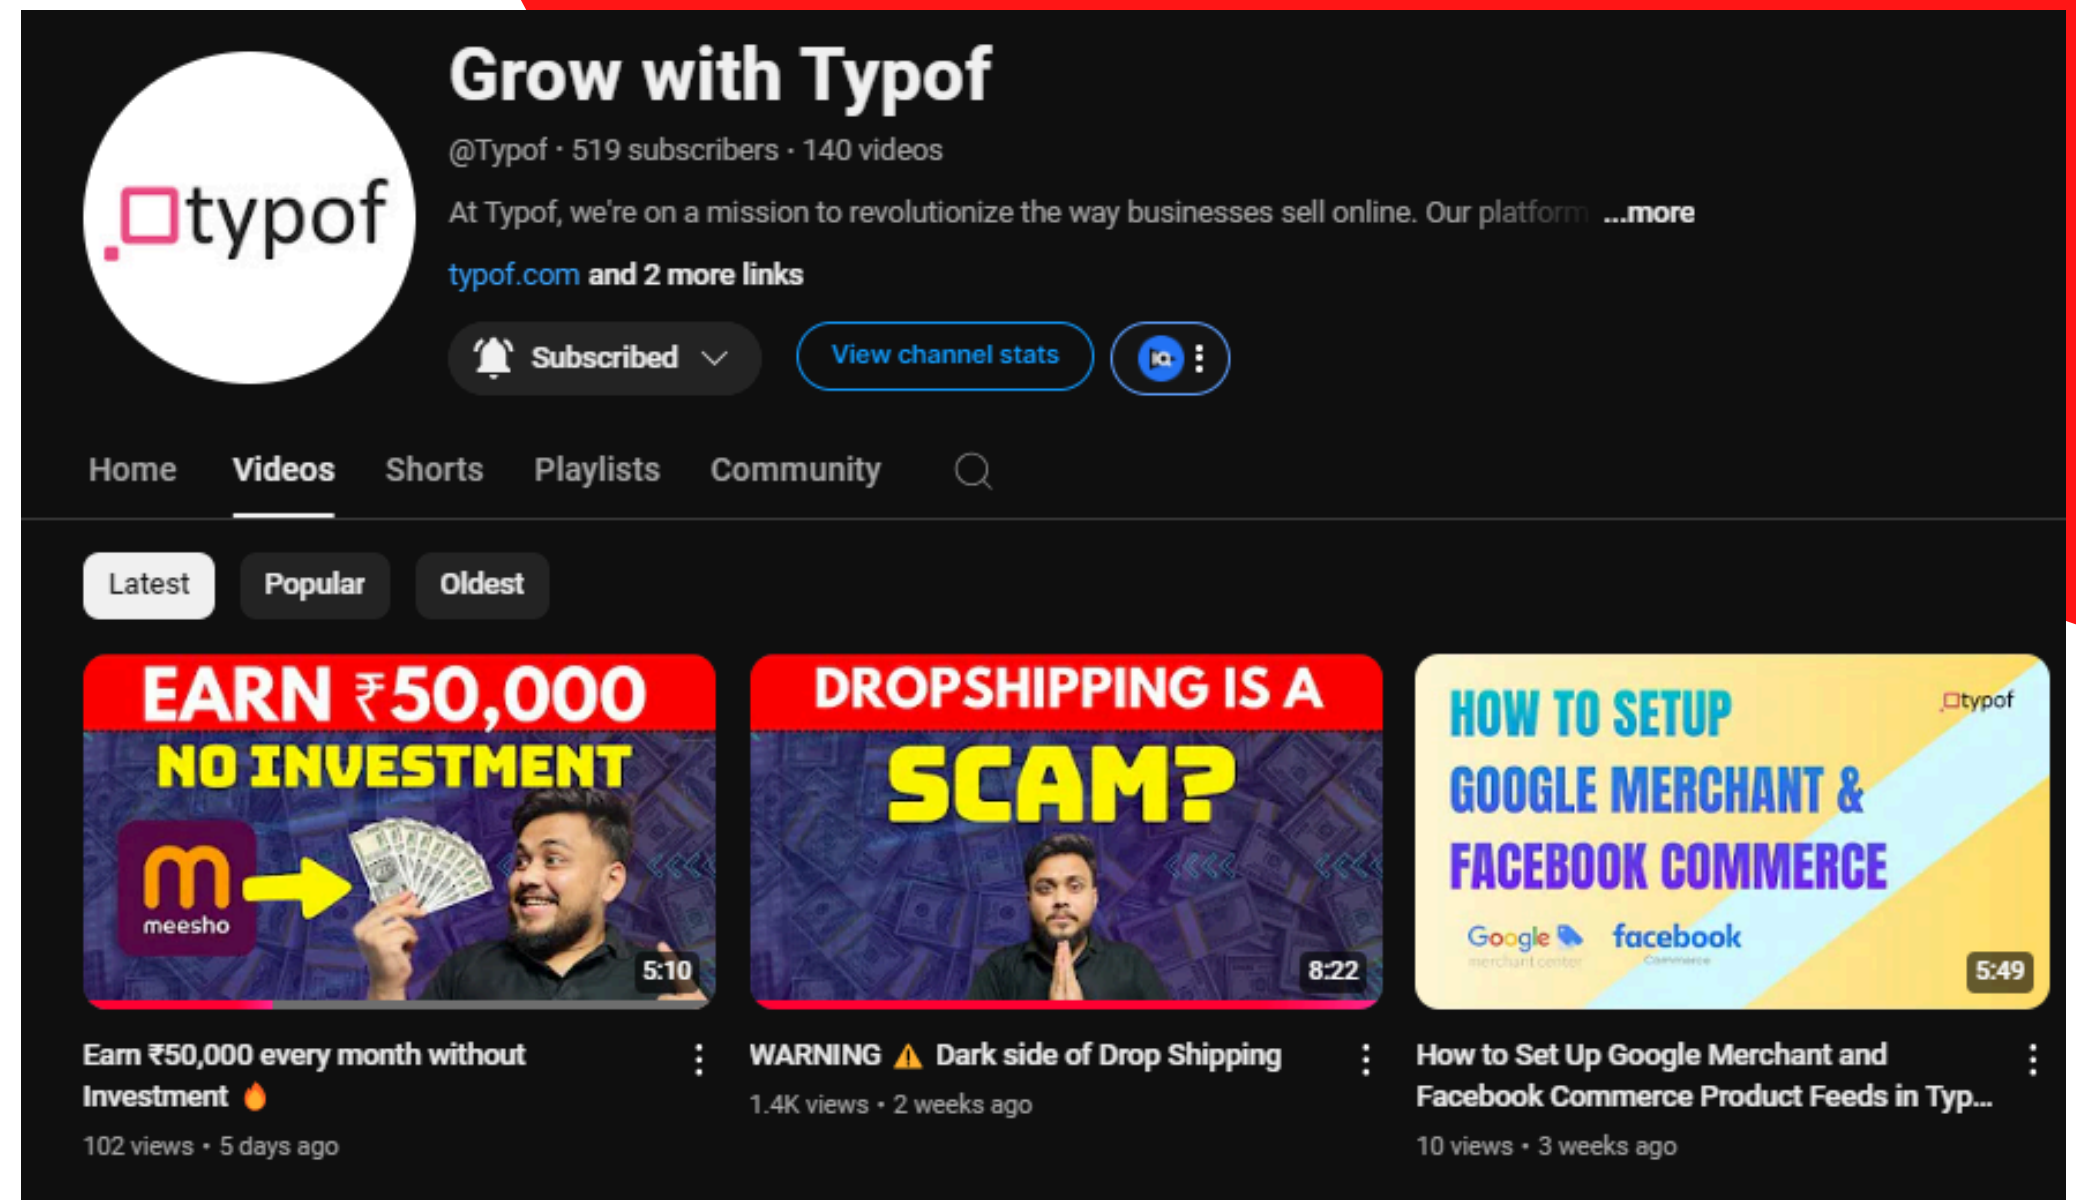 typof
Grow with Typof
@Typof · 519 subscribers · 140 videos
At Typof, we're on a mission to revolutionize the way businesses sell online. Our platform ...more
typof.com and 2 more links
Subscribed
View channel stats
Home Videos Shorts Playlists Community
Latest Popular Oldest
EARN ₹50,000
NO INVESTMENT
meesho
5:10
DROPSHIPPING IS A
SCAM?
8:22
HOW TO SETUP
typof
GOOGLE MERCHANT &
FACEBOOK COMMERCE
Google
merchant center
facebook
Commerce
5:49
Earn ₹50,000 every month without
Investment 🔥
102 views • 5 days ago
WARNING ⚠️ Dark side of Drop Shipping
1.4K views • 2 weeks ago
How to Set Up Google Merchant and
Facebook Commerce Product Feeds in Typ...
10 views • 3 weeks ago